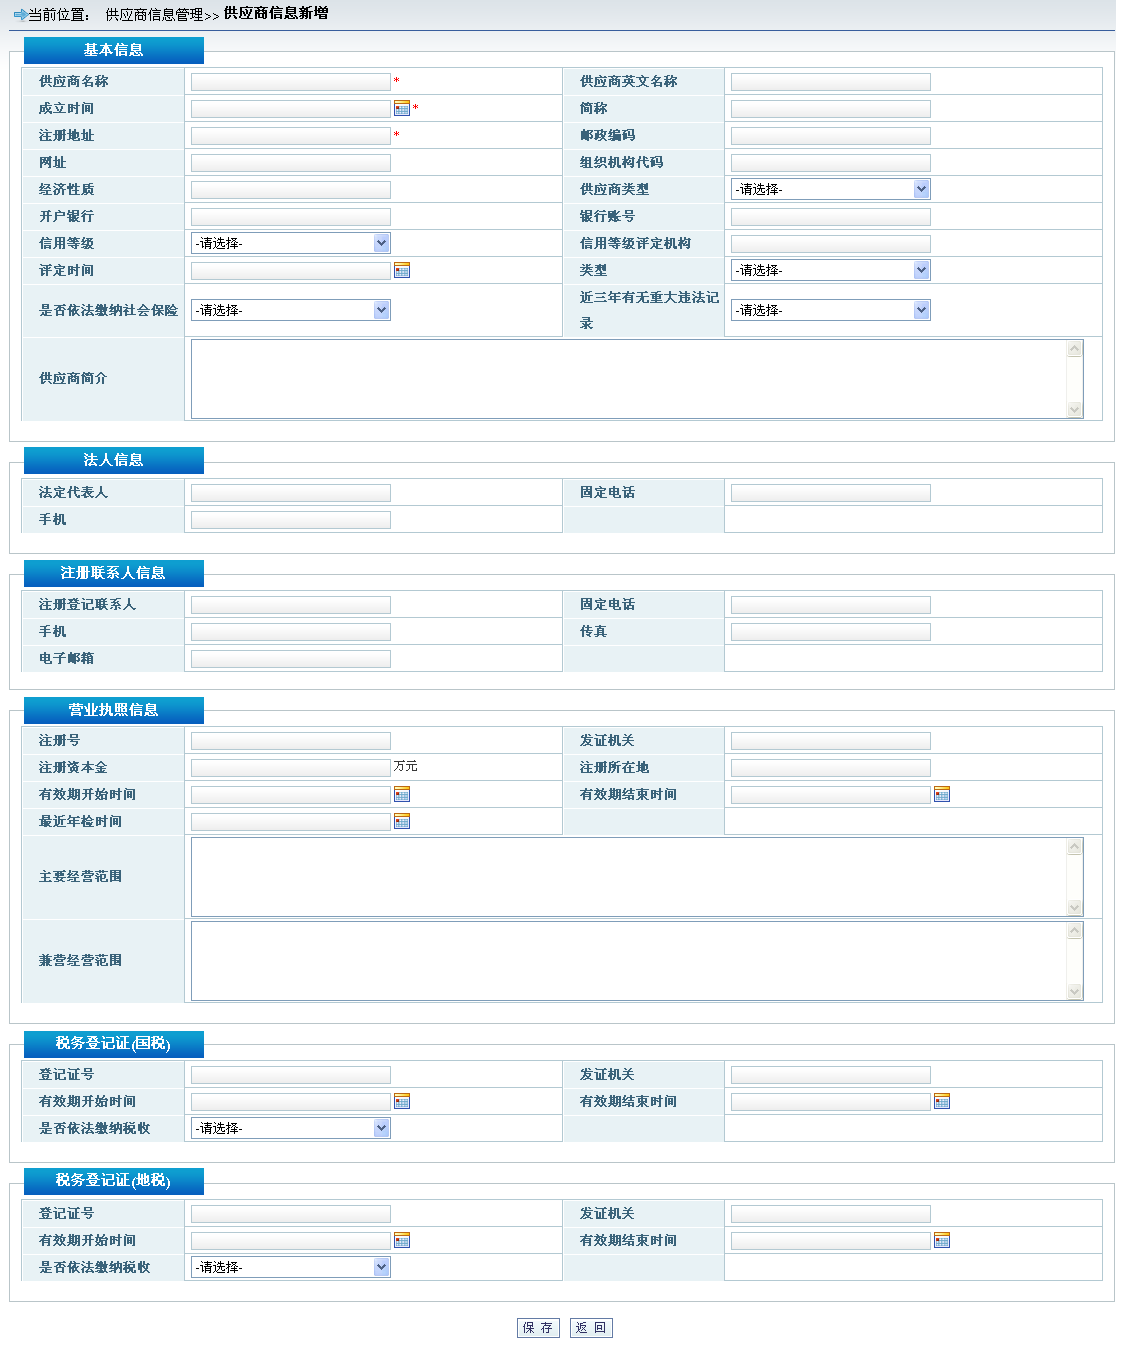 当前位置： 供应商信息管理>> 供应商信息新增
基本信息
供应商名称 * 供应商英文名称
成立时间 * 简称
注册地址 * 邮政编码
网址 组织机构代码
经济性质 供应商类型 -请选择-
开户银行 银行账号
信用等级 -请选择- 信用等级评定机构
评定时间 类型 -请选择-
是否依法缴纳社会保险 -请选择- 近三年有无重大违法记
录 -请选择-
供应商简介
法人信息
法定代表人 固定电话
手机
注册联系人信息
注册登记联系人 固定电话
手机 传真
电子邮箱
营业执照信息
注册号 发证机关
注册资本金 万元 注册所在地
有效期开始时间 有效期结束时间
最近年检时间
主要经营范围
兼营经营范围
税务登记证(国税)
登记证号 发证机关
有效期开始时间 有效期结束时间
是否依法缴纳税收 -请选择-
税务登记证(地税)
登记证号 发证机关
有效期开始时间 有效期结束时间
是否依法缴纳税收 -请选择-
保 存 返 回